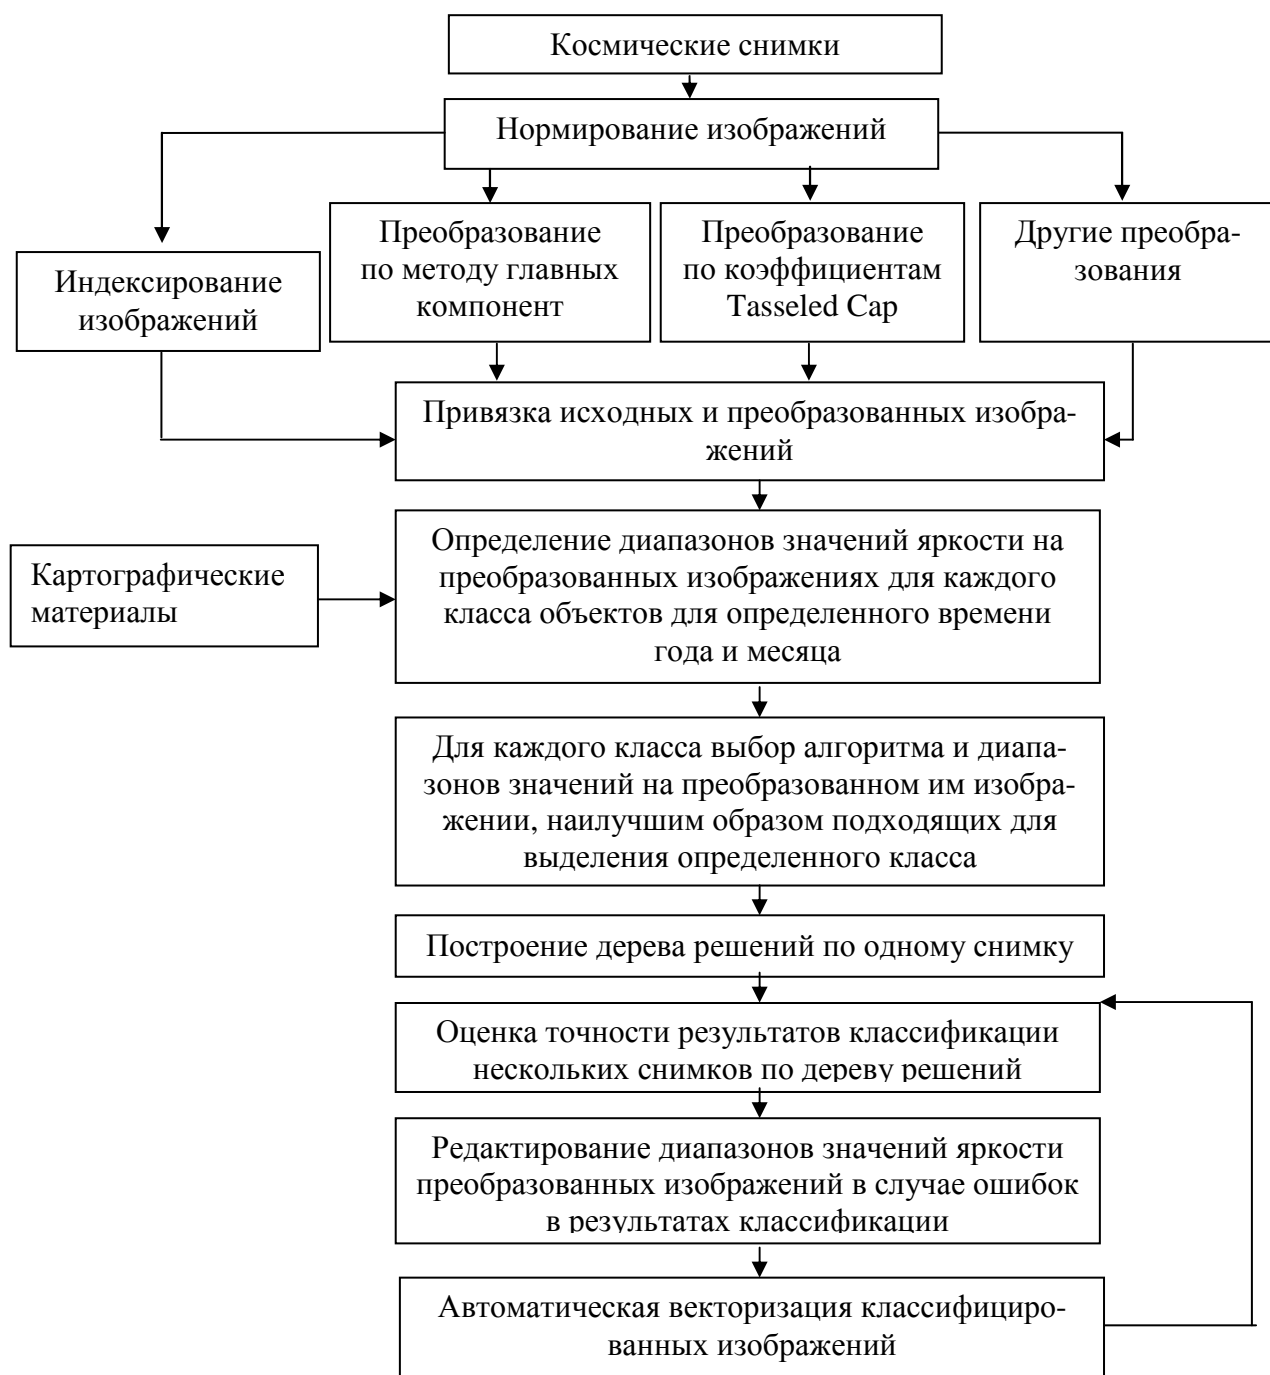 Космические снимки
Нормирование изображений
Индексирование
изображений
Преобразование
по методу главных
компонент
Преобразование
по коэффициентам
Tasseled Cap
Другие преобра-
зования
Привязка исходных и преобразованных изобра-
жений
Картографические
материалы
Определение диапазонов значений яркости на
преобразованных изображениях для каждого
класса объектов для определенного времени
года и месяца
Для каждого класса выбор алгоритма и диапа-
зонов значений на преобразованном им изобра-
жении, наилучшим образом подходящих для
выделения определенного класса
Построение дерева решений по одному снимку
Оценка точности результатов классификации
нескольких снимков по дереву решений
Редактирование диапазонов значений яркости
преобразованных изображений в случае ошибок
в результатах классификации
Автоматическая векторизация классифициро-
ванных изображений